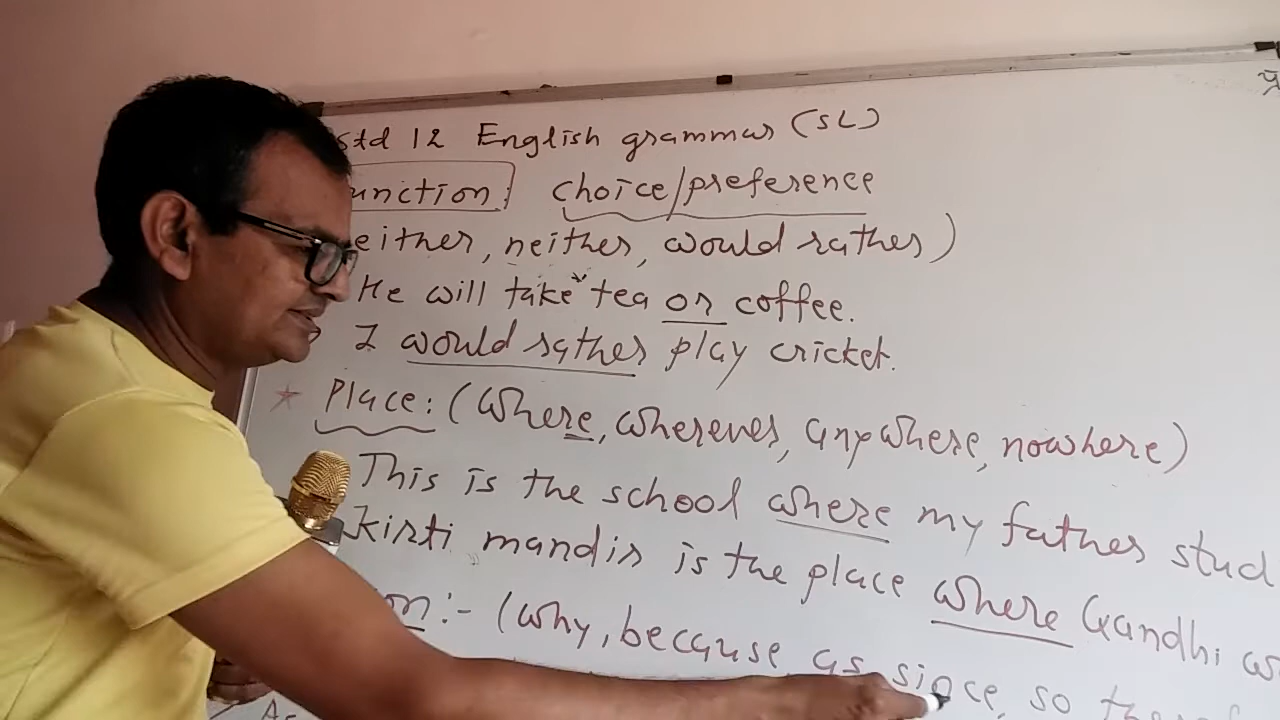 std 12 English grammar (SL)
unction: choice/preference
either, neither, would rather)
He will take tea or coffee.
I would rather play cricket.
* Place: (where, wherever, anywhere, nowhere)
This is the school where my father stud
kirti mandir is the place where Gandhi w
on:- (why, because as since, so